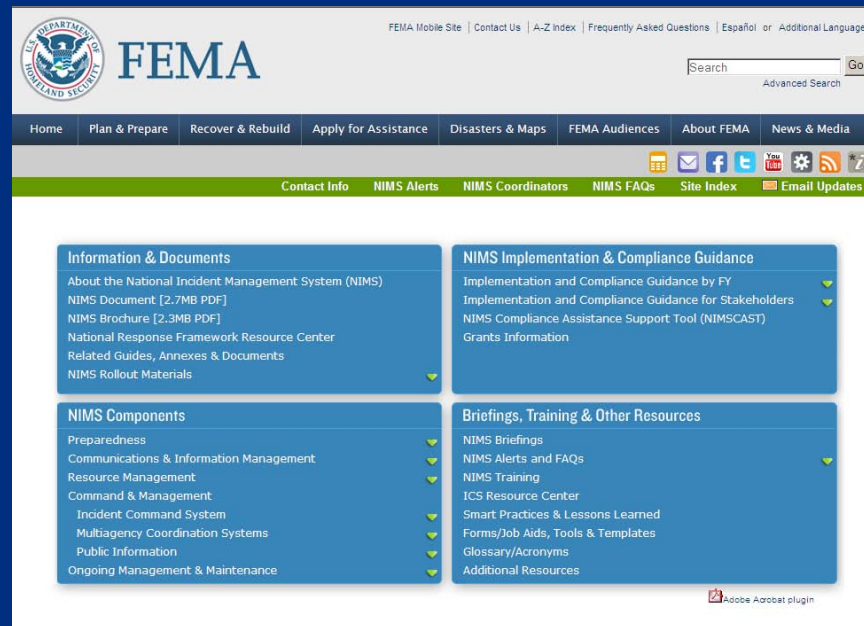 U.S. DEPARTMENT OF HOMELAND SECURITY
FEMA
FEMA Mobile Site | Contact Us | A-Z Index | Frequently Asked Questions | Español or Additional Language
Search Go
Advanced Search
Home Plan & Prepare Recover & Rebuild Apply for Assistance Disasters & Maps FEMA Audiences About FEMA News & Media
You Tube
Contact Info NIMS Alerts NIMS Coordinators NIMS FAQs Site Index Email Updates
Information & Documents
About the National Incident Management System (NIMS)
NIMS Document [2.7MB PDF]
NIMS Brochure [2.3MB PDF]
National Response Framework Resource Center
Related Guides, Annexes & Documents
NIMS Rollout Materials
NIMS Implementation & Compliance Guidance
Implementation and Compliance Guidance by FY
Implementation and Compliance Guidance for Stakeholders
NIMS Compliance Assistance Support Tool (NIMSCAST)
Grants Information
NIMS Components
Preparedness
Communications & Information Management
Resource Management
Command & Management
Incident Command System
Multiagency Coordination Systems
Public Information
Ongoing Management & Maintenance
Briefings, Training & Other Resources
NIMS Briefings
NIMS Alerts and FAQs
NIMS Training
ICS Resource Center
Smart Practices & Lessons Learned
Forms/Job Aids, Tools & Templates
Glossary/Acronyms
Additional Resources
Adobe Acrobat plugin